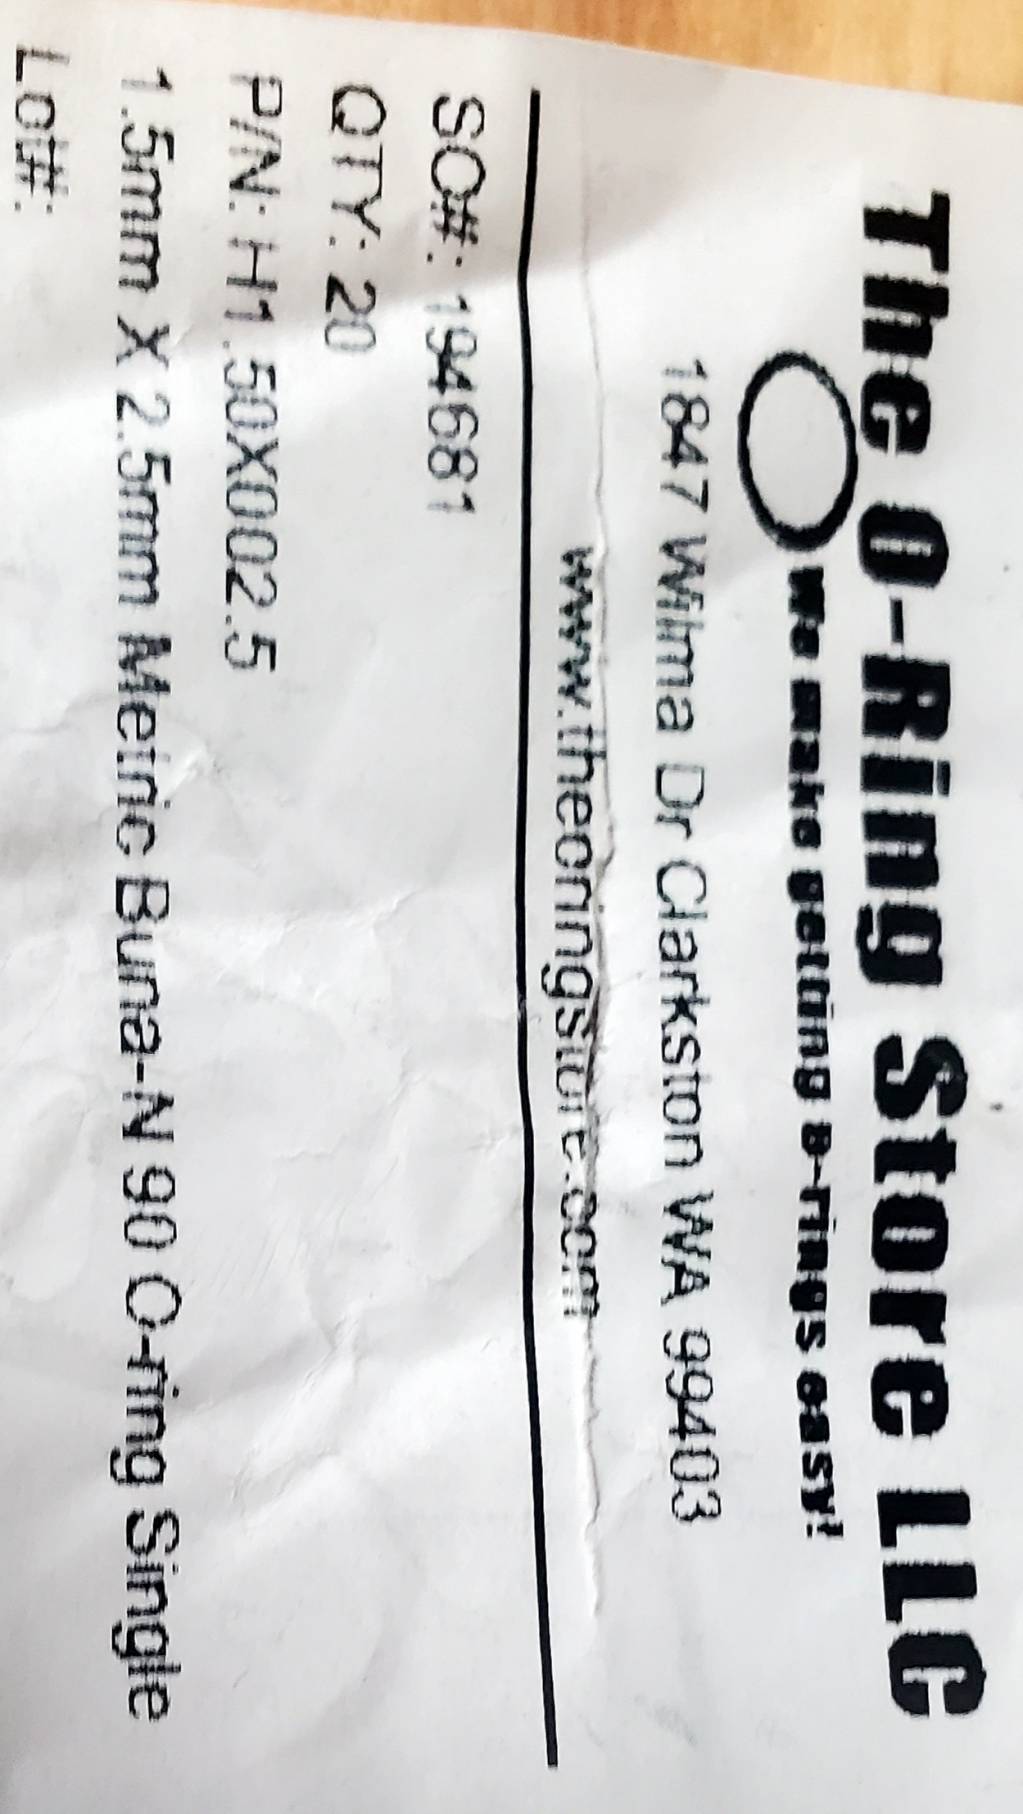 The O-Ring Store LLC
We make getting O-rings easy!
1847 Wilma Dr Clarkston WA 99403
www.theoringstore.com
SO#: 194681
QTY: 20
P/N: H1.50X002.5
1.5mm X 2.5mm Metric Buna-N 90 O-ring Single
Lot#: